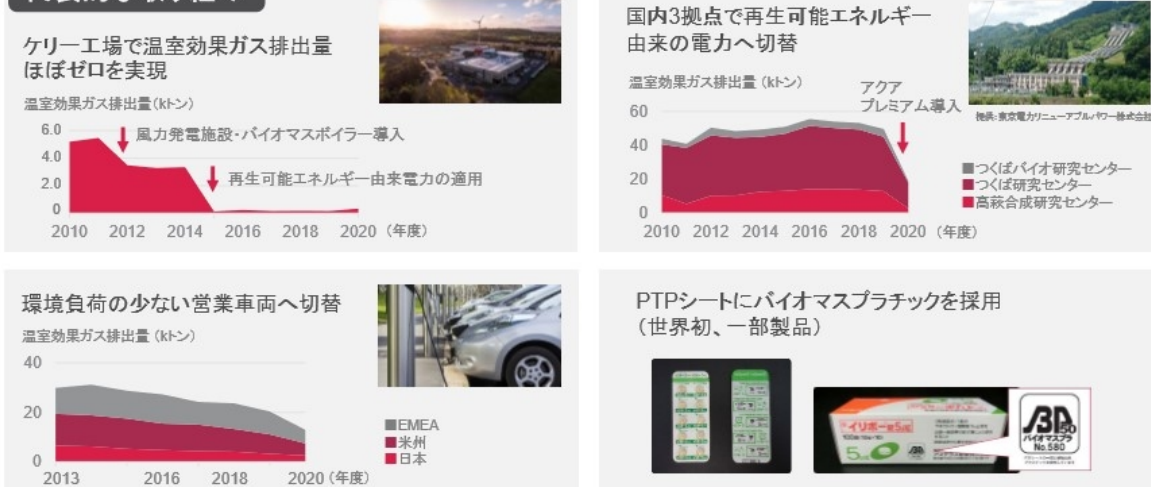 ケリー工場で温室効果ガス排出量
ほぼゼロを実現
温室効果ガス排出量(kトン)
6.0
4.0
2.0
0
風力発電施設・バイオマスボイラー導入
再生可能エネルギー由来電力の適用
2010 2012 2014 2016 2018 2020 (年度)
国内3拠点で再生可能エネルギー
由来の電力へ切替
温室効果ガス排出量(kトン)
アクア
プレミアム導入
提供:東京電力リニューアブルパワー株式会社
60
40
20
0
■つくばバイオ研究センター
■つくば研究センター
■高萩合成研究センター
2010 2012 2014 2016 2018 2020 (年度)
環境負荷の少ない営業車両へ切替
温室効果ガス排出量(kトン)
40
20
0
■EMEA
■米州
■日本
2013 2016 2018 2020 (年度)
PTPシートにバイオマスプラチックを採用
(世界初、一部製品)
イリボー錠5μg
5μg
BP
50
バイオマスプラ
No.580